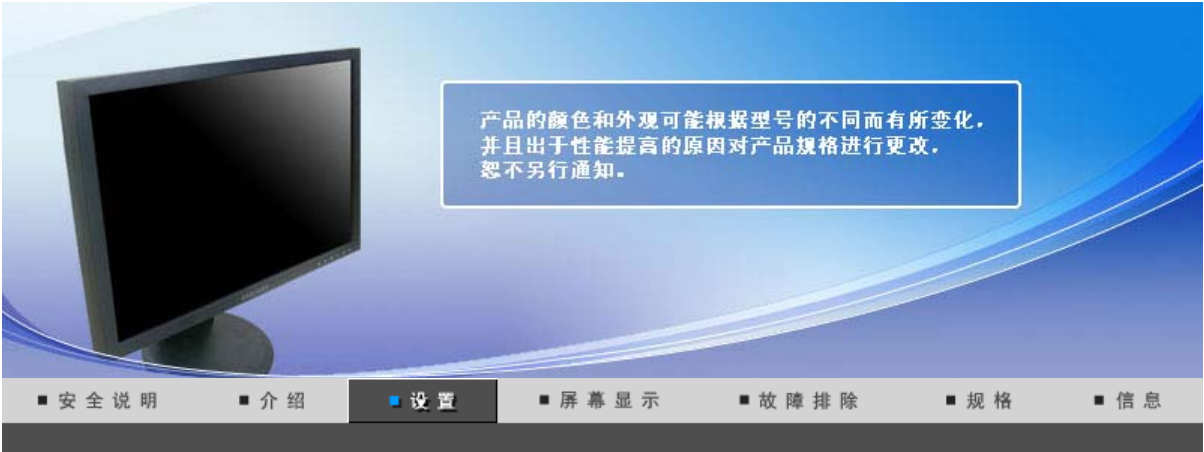 产品的颜色和外观可能根据型号的不同而有所变化，
并且出于性能提高的原因对产品规格进行更改，
恕不另行通知。
安全说明
介绍
设置
屏幕显示
故障排除
规格
信息